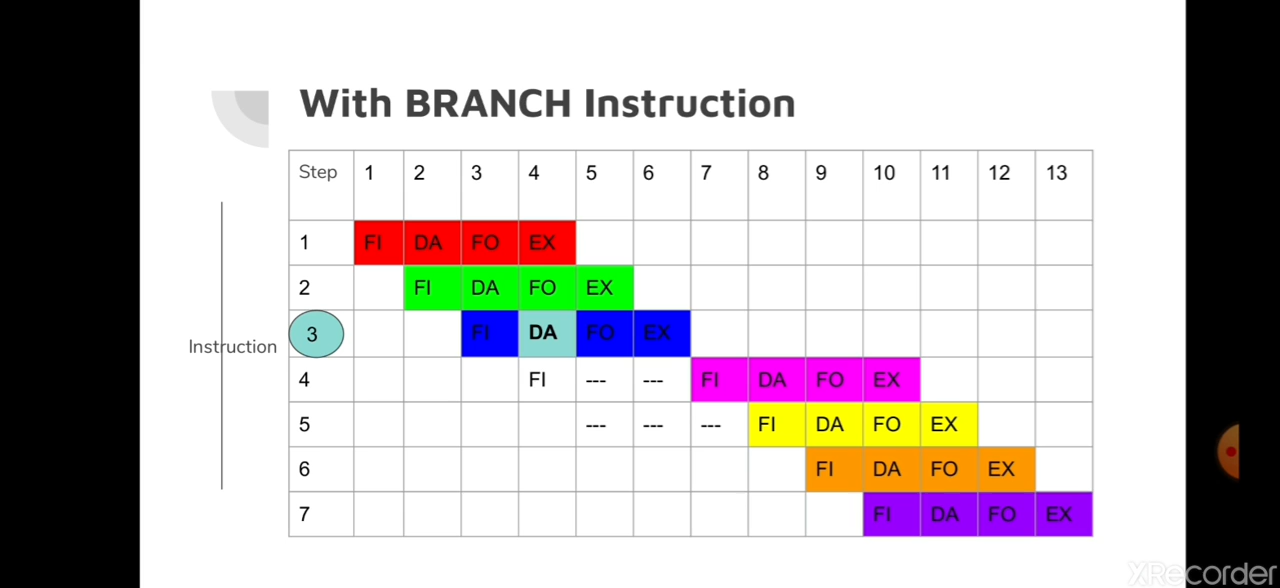 With BRANCH Instruction
Step 1 2 3 4 5 6 7 8 9 10 11 12 13
1 FI DA FO EX
2 FI DA FO EX
3 FI DA FO EX
Instruction
4 FI --- --- FI DA FO EX
5 --- --- --- FI DA FO EX
6 FI DA FO EX
7 FI DA FO EX
XRecorder